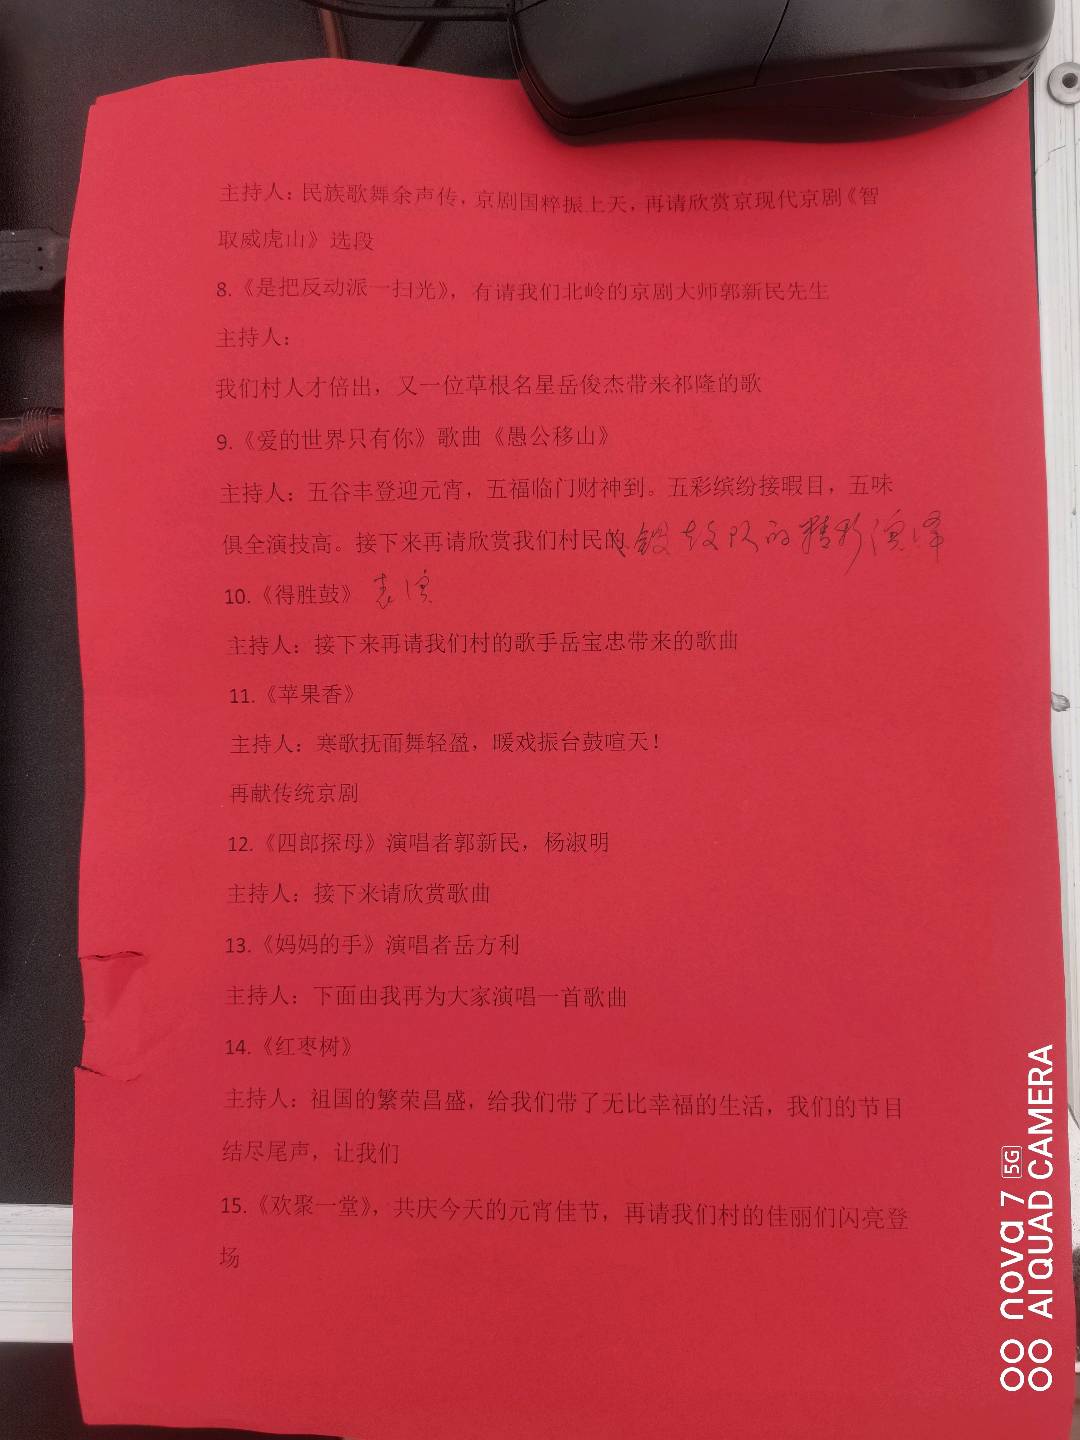 主持人：民族歌舞余声传，京剧国粹振上天，再请欣赏京现代京剧《智
取威虎山》选段
8.《是把反动派一扫光》，有请我们北岭的京剧大师郭新民先生
主持人：
我们村人才倍出，又一位草根名星岳俊杰带来祁隆的歌
9.《爱的世界只有你》歌曲《愚公移山》
主持人：五谷丰登迎元宵，五福临门财神到。五彩缤纷接暇目，五味
俱全演技高。接下来再请欣赏我们村民的 鼓队的精彩演译
10.《得胜鼓》表演
主持人：接下来再请我们村的歌手岳宝忠带来的歌曲
11.《苹果香》
主持人：寒歌抚面舞轻盈，暖戏振台鼓喧天！
再献传统京剧
12.《四郎探母》演唱者郭新民，杨淑明
主持人：接下来请欣赏歌曲
13.《妈妈的手》演唱者岳方利
主持人：下面由我再为大家演唱一首歌曲
14.《红枣树》
主持人：祖国的繁荣昌盛，给我们带了无比幸福的生活，我们的节目
结尽尾声，让我们
15.《欢聚一堂》，共庆今天的元宵佳节，再请我们村的佳丽们闪亮登
场
nova 7 5G
AI QUAD CAMERA